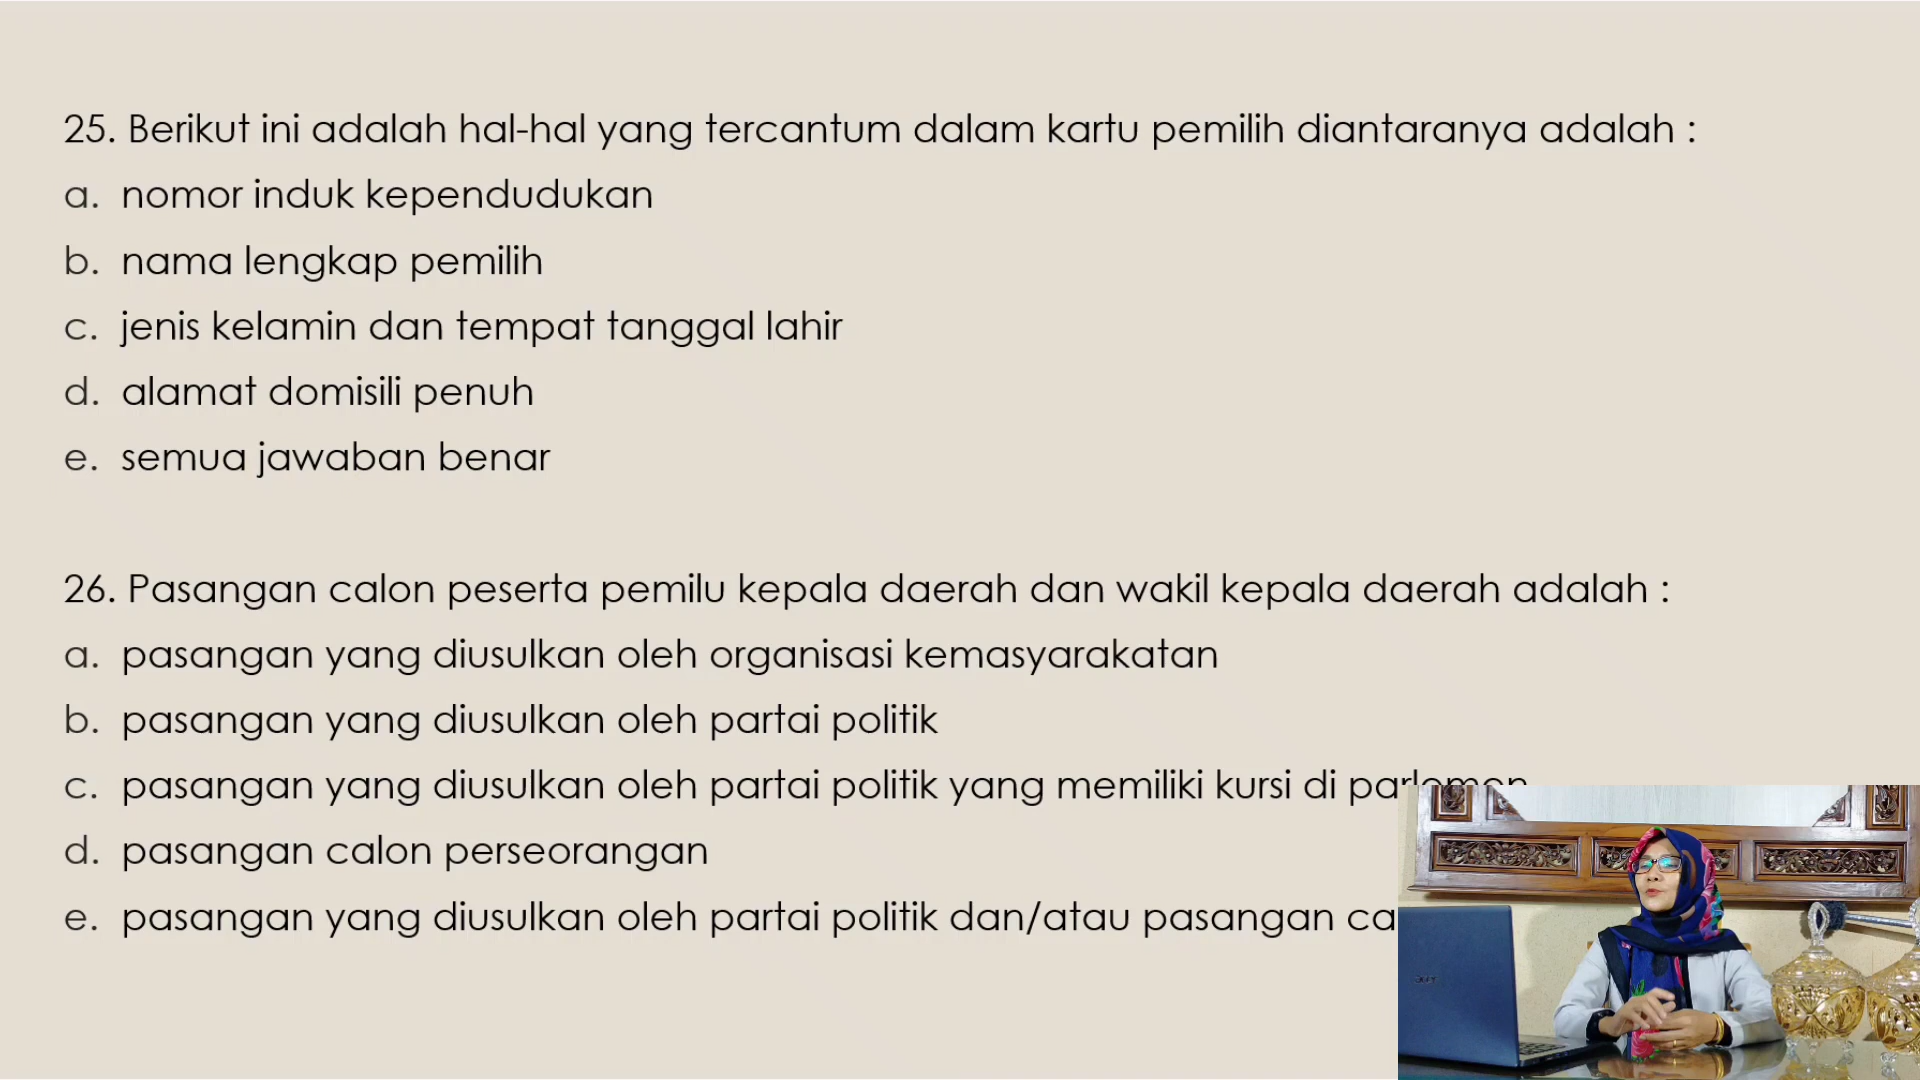 25. Berikut ini adalah hal-hal yang tercantum dalam kartu pemilih diantaranya adalah :
a. nomor induk kependudukan
b. nama lengkap pemilih
c. jenis kelamin dan tempat tanggal lahir
d. alamat domisili penuh
e. semua jawaban benar
26. Pasangan calon peserta pemilu kepala daerah dan wakil kepala daerah adalah :
a. pasangan yang diusulkan oleh organisasi kemasyarakatan
b. pasangan yang diusulkan oleh partai politik
c. pasangan yang diusulkan oleh partai politik yang memiliki kursi di parlemen
d. pasangan calon perseorangan
e. pasangan yang diusulkan oleh partai politik dan/atau pasangan ca
acer